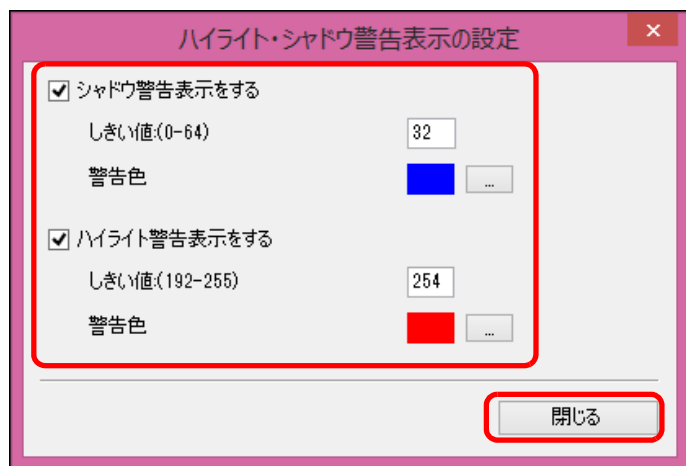 ハイライト・シャドウ警告表示の設定
シャドウ警告表示をする
しきい値:(0-64) 32
警告色 ...
ハイライト警告表示をする
しきい値:(192-255) 254
警告色 ...
閉じる